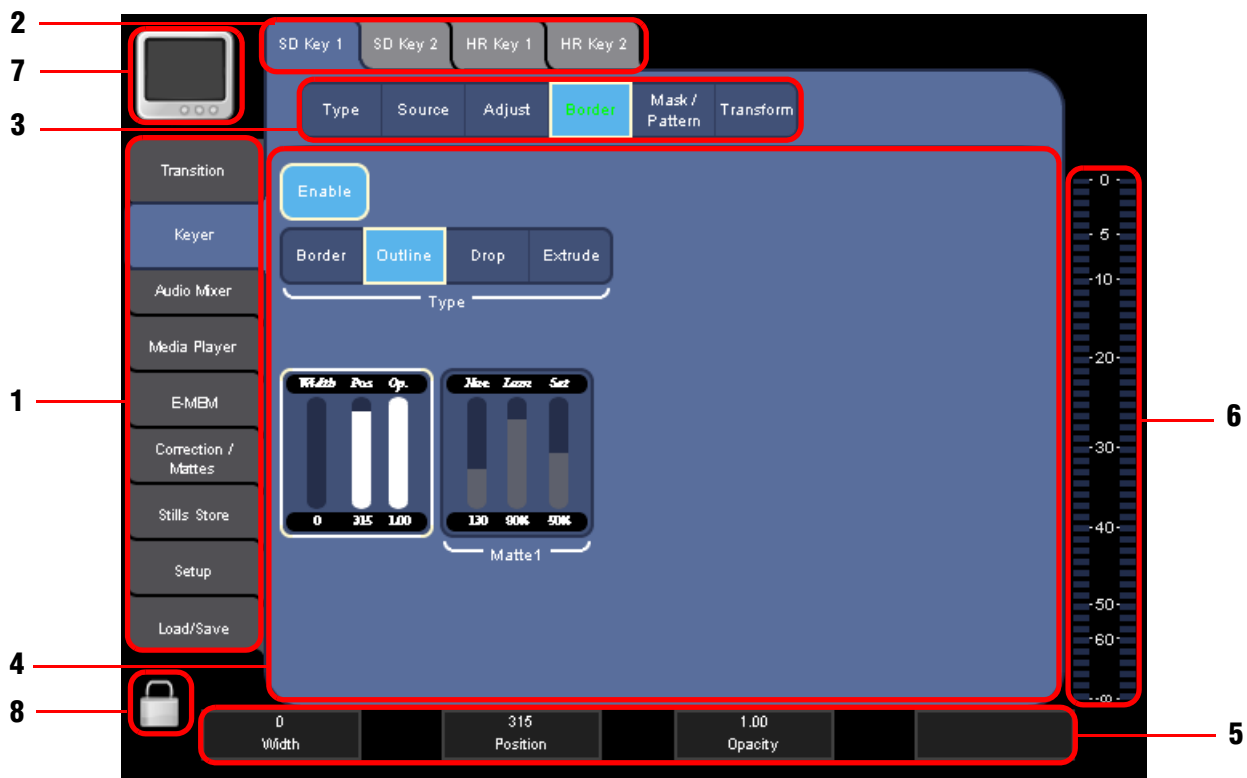 2
SD Key 1 SD Key 2 HR Key 1 HR Key 2
7
3
Type Source Adjust Border Mask / Pattern Transform
Transition
Keyer
Audio Mixer
Media Player
E-MEM
Correction / Mattes
Stills Store
Setup
Load/Save
1
4
8
Enable
Border Outline Drop Extrude
Type
Width Pos Op.
0 315 1.00
Hue Lum Sat
130 90% 50%
Matte1
- 0 -
- 5 -
-10-
-20-
-30-
-40-
-50-
-60-
--∞-
6
0 315 1.00
Width Position Opacity
5